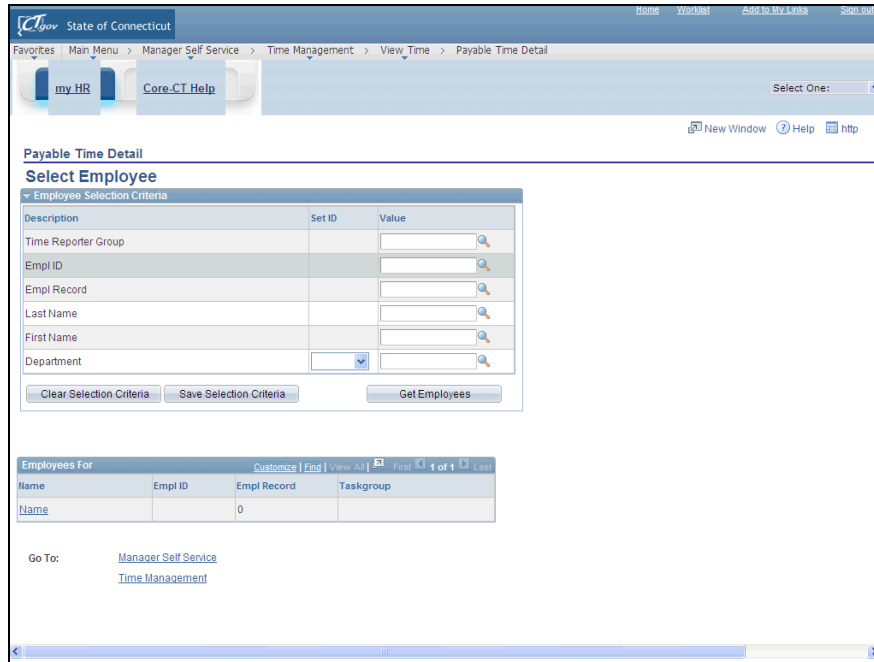 Home Worklist Add to My Links Sign out
CT.gov State of Connecticut
Favorites Main Menu > Manager Self Service > Time Management > View Time > Payable Time Detail
my HR Core-CT Help
Select One:
New Window ? Help http
Payable Time Detail
Select Employee
Employee Selection Criteria
Description Set ID Value
Time Reporter Group
Empl ID
Empl Record
Last Name
First Name
Department
Clear Selection Criteria Save Selection Criteria Get Employees
Employees For Customize | Find | View All | First 1 of 1 Last
Name Empl ID Empl Record Taskgroup
Name 0
Go To: Manager Self Service
Time Management